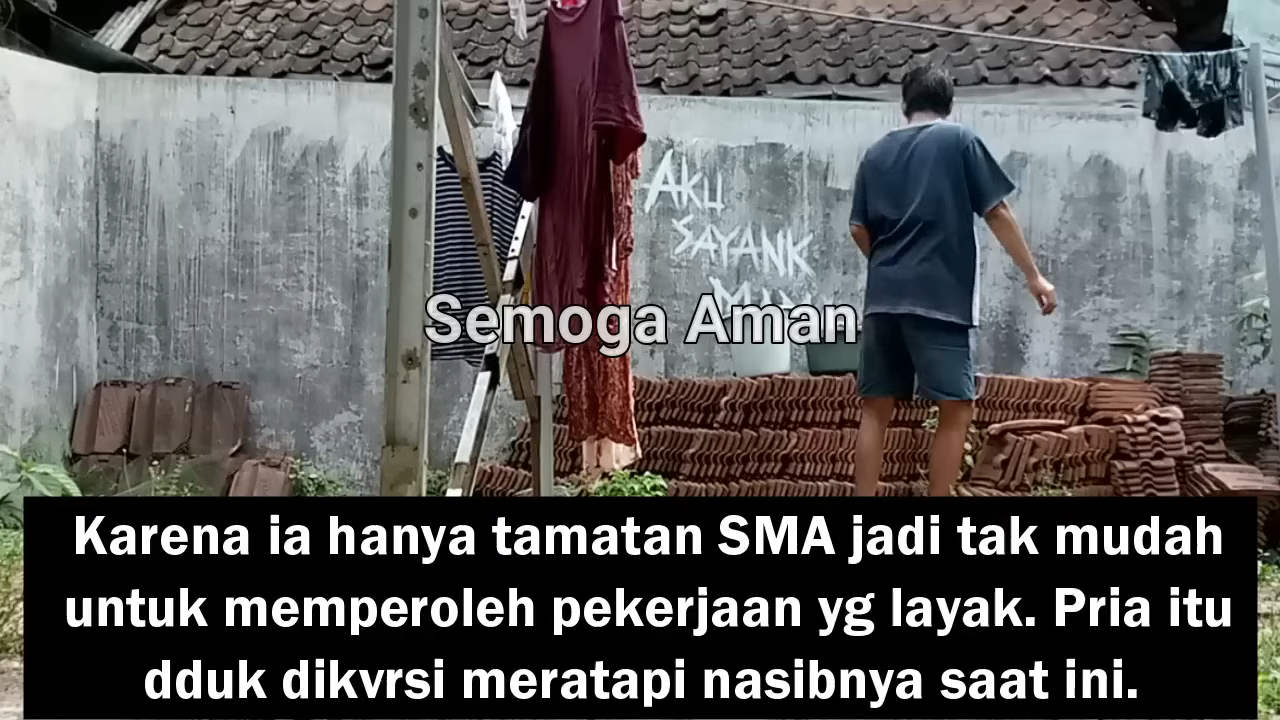 AKU
SAYANK
Semoga Aman
Karena ia hanya tamatan SMA jadi tak mudah
untuk memperoleh pekerjaan yg layak. Pria itu
dduk dikvrsi meratapi nasibnya saat ini.